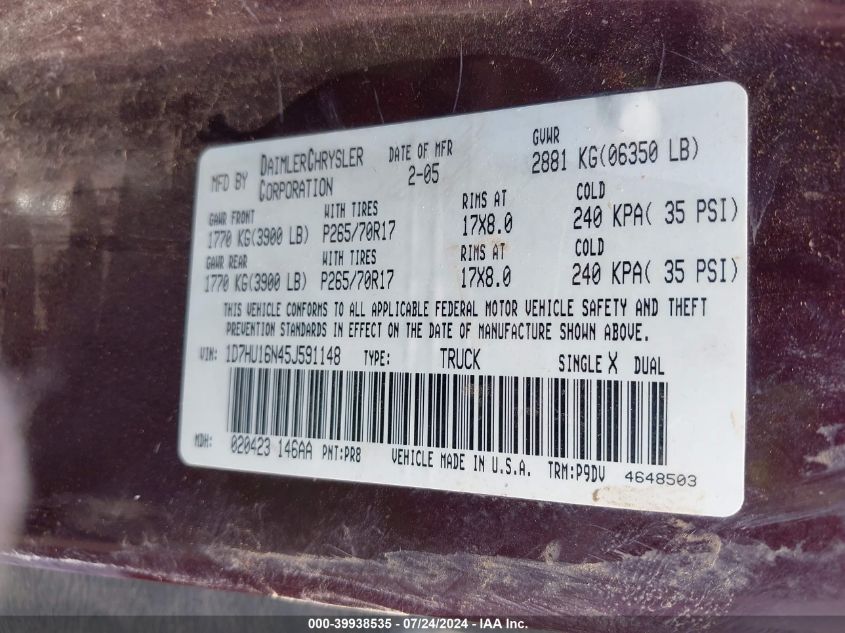 MFD BY DAIMLERCHRYSLER CORPORATION DATE OF MFR 2-05 GVWR 2881 KG(06350 LB)
GAWR FRONT WITH TIRES RIMS AT COLD
1770 KG(3900 LB) P265/70R17 17X8.0 240 KPA( 35 PSI)
GAWR REAR WITH TIRES RIMS AT COLD
1770 KG(3900 LB) P265/70R17 17X8.0 240 KPA( 35 PSI)
THIS VEHICLE CONFORMS TO ALL APPLICABLE FEDERAL MOTOR VEHICLE SAFETY AND THEFT
PREVENTION STANDARDS IN EFFECT ON THE DATE OF MANUFACTURE SHOWN ABOVE.
VIN: 1D7HU16N45J591148 TYPE: TRUCK SINGLE X DUAL
MDH: 020423 146AA PNT:PR8 VEHICLE MADE IN U.S.A. TRM:P9DV 4648503
000-39938535 - 07/24/2024 - IAA Inc.